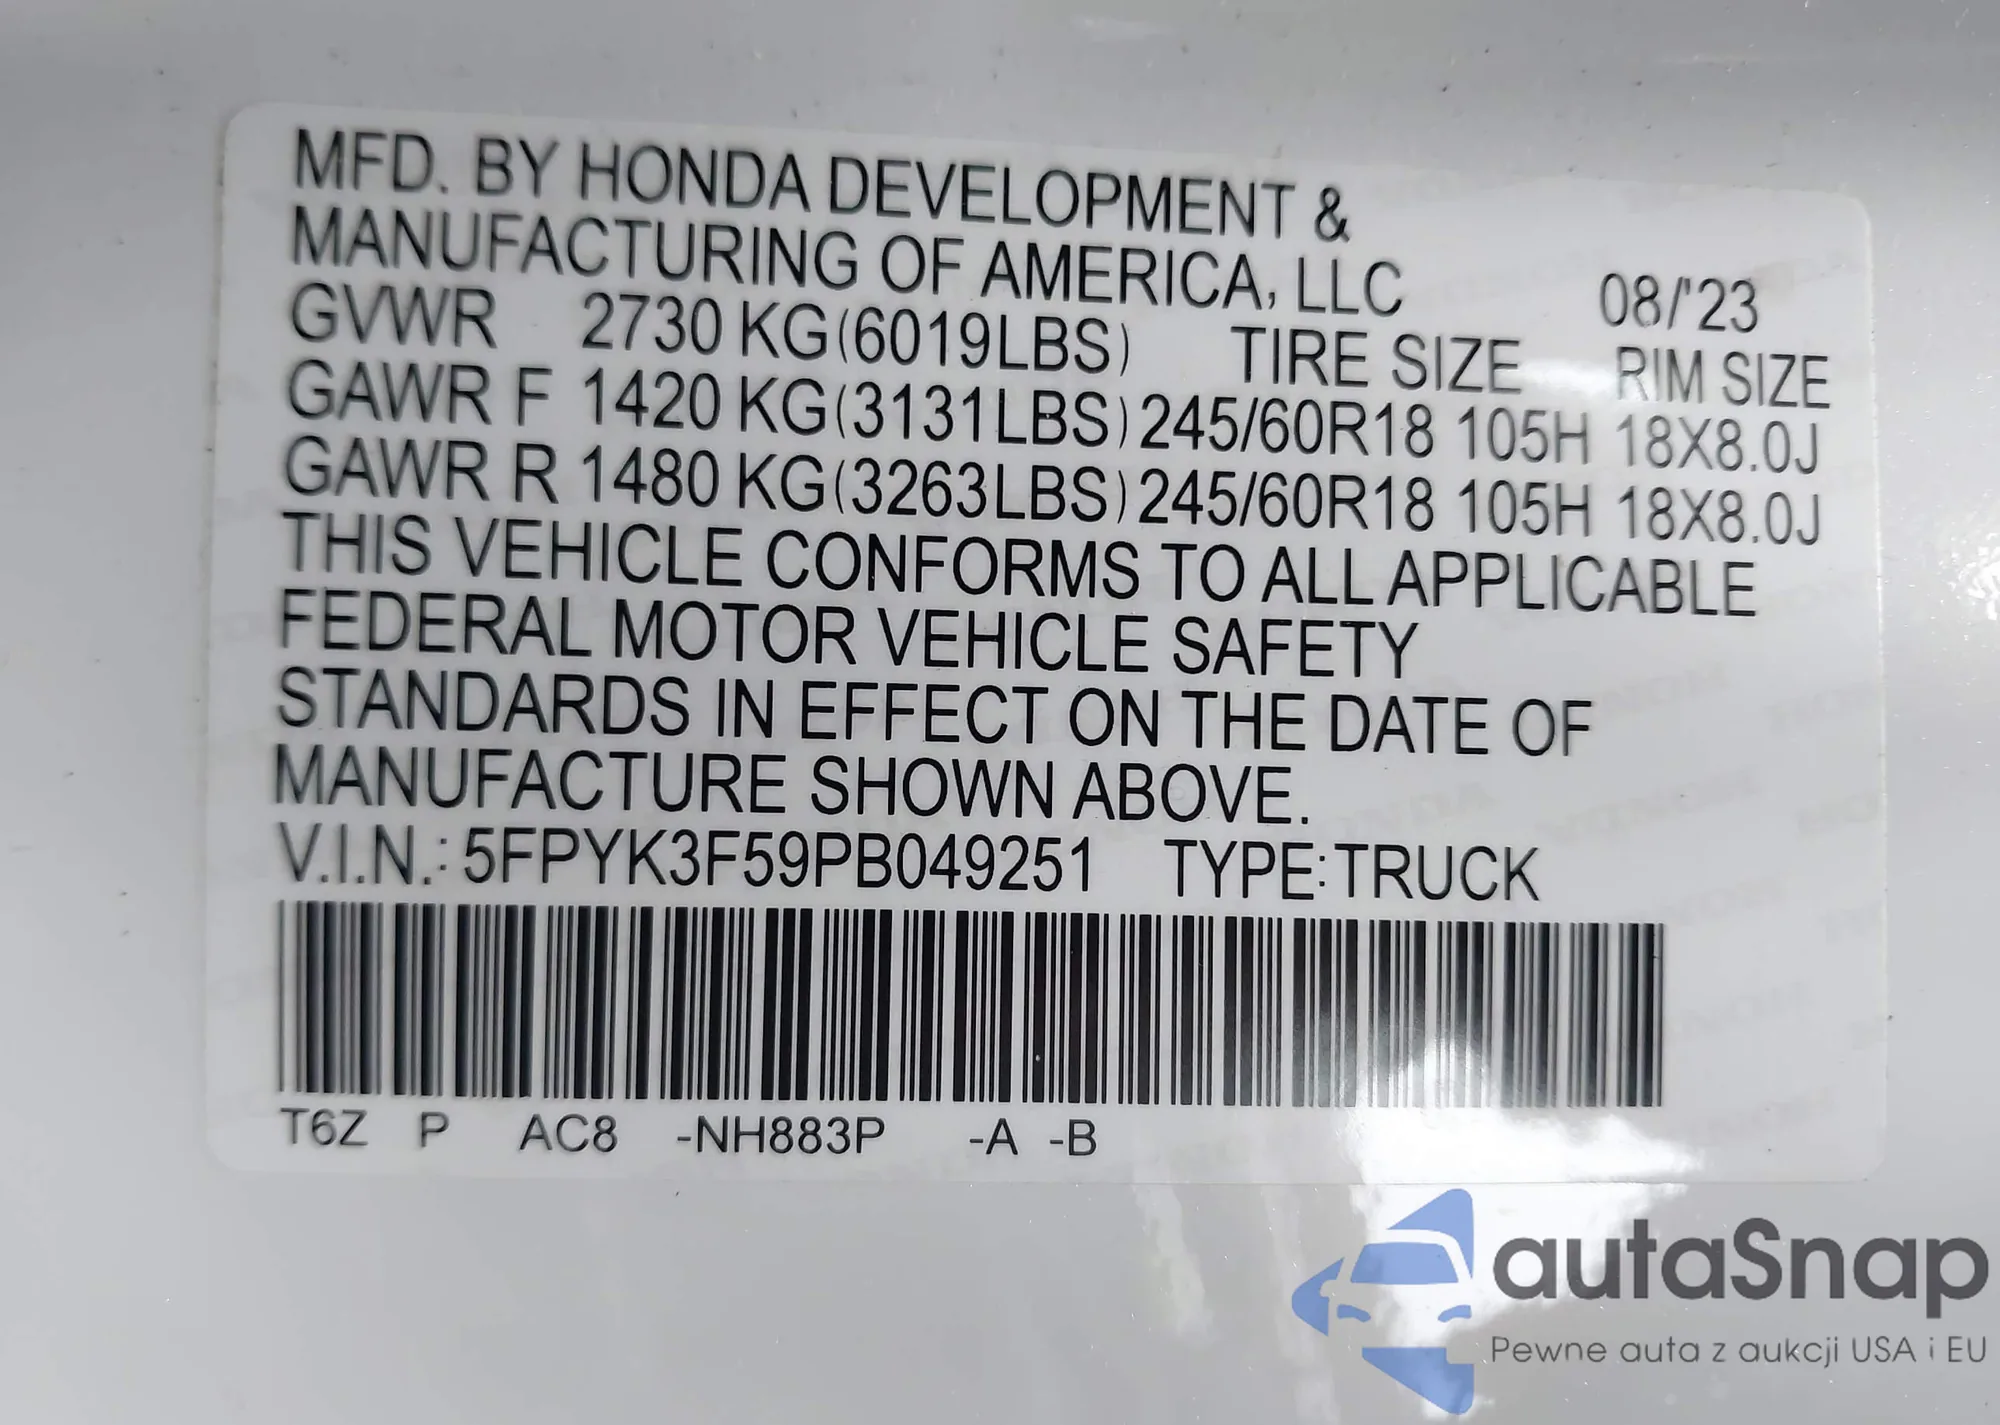 MFD. BY HONDA DEVELOPMENT &
MANUFACTURING OF AMERICA, LLC 08/'23
GVWR 2730 KG(6019LBS) TIRE SIZE RIM SIZE
GAWR F 1420 KG(3131LBS) 245/60R18 105H 18X8.0J
GAWR R 1480 KG(3263LBS) 245/60R18 105H 18X8.0J
THIS VEHICLE CONFORMS TO ALL APPLICABLE
FEDERAL MOTOR VEHICLE SAFETY
STANDARDS IN EFFECT ON THE DATE OF
MANUFACTURE SHOWN ABOVE.
V.I.N.: 5FPYK3F59PB049251 TYPE:TRUCK
T6Z P AC8 -NH883P -A -B
autaSnap
Pewne auta z aukcji USA i EU